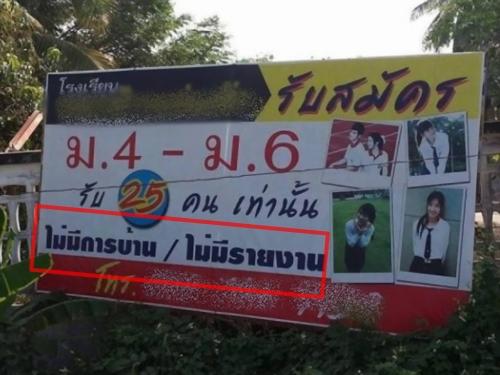 โรงเรียน
รับสมัคร
ม.4 - ม.6
รับ 25 คน เท่านั้น
ไม่มีการบ้าน / ไม่มีรายงาน
โทร.